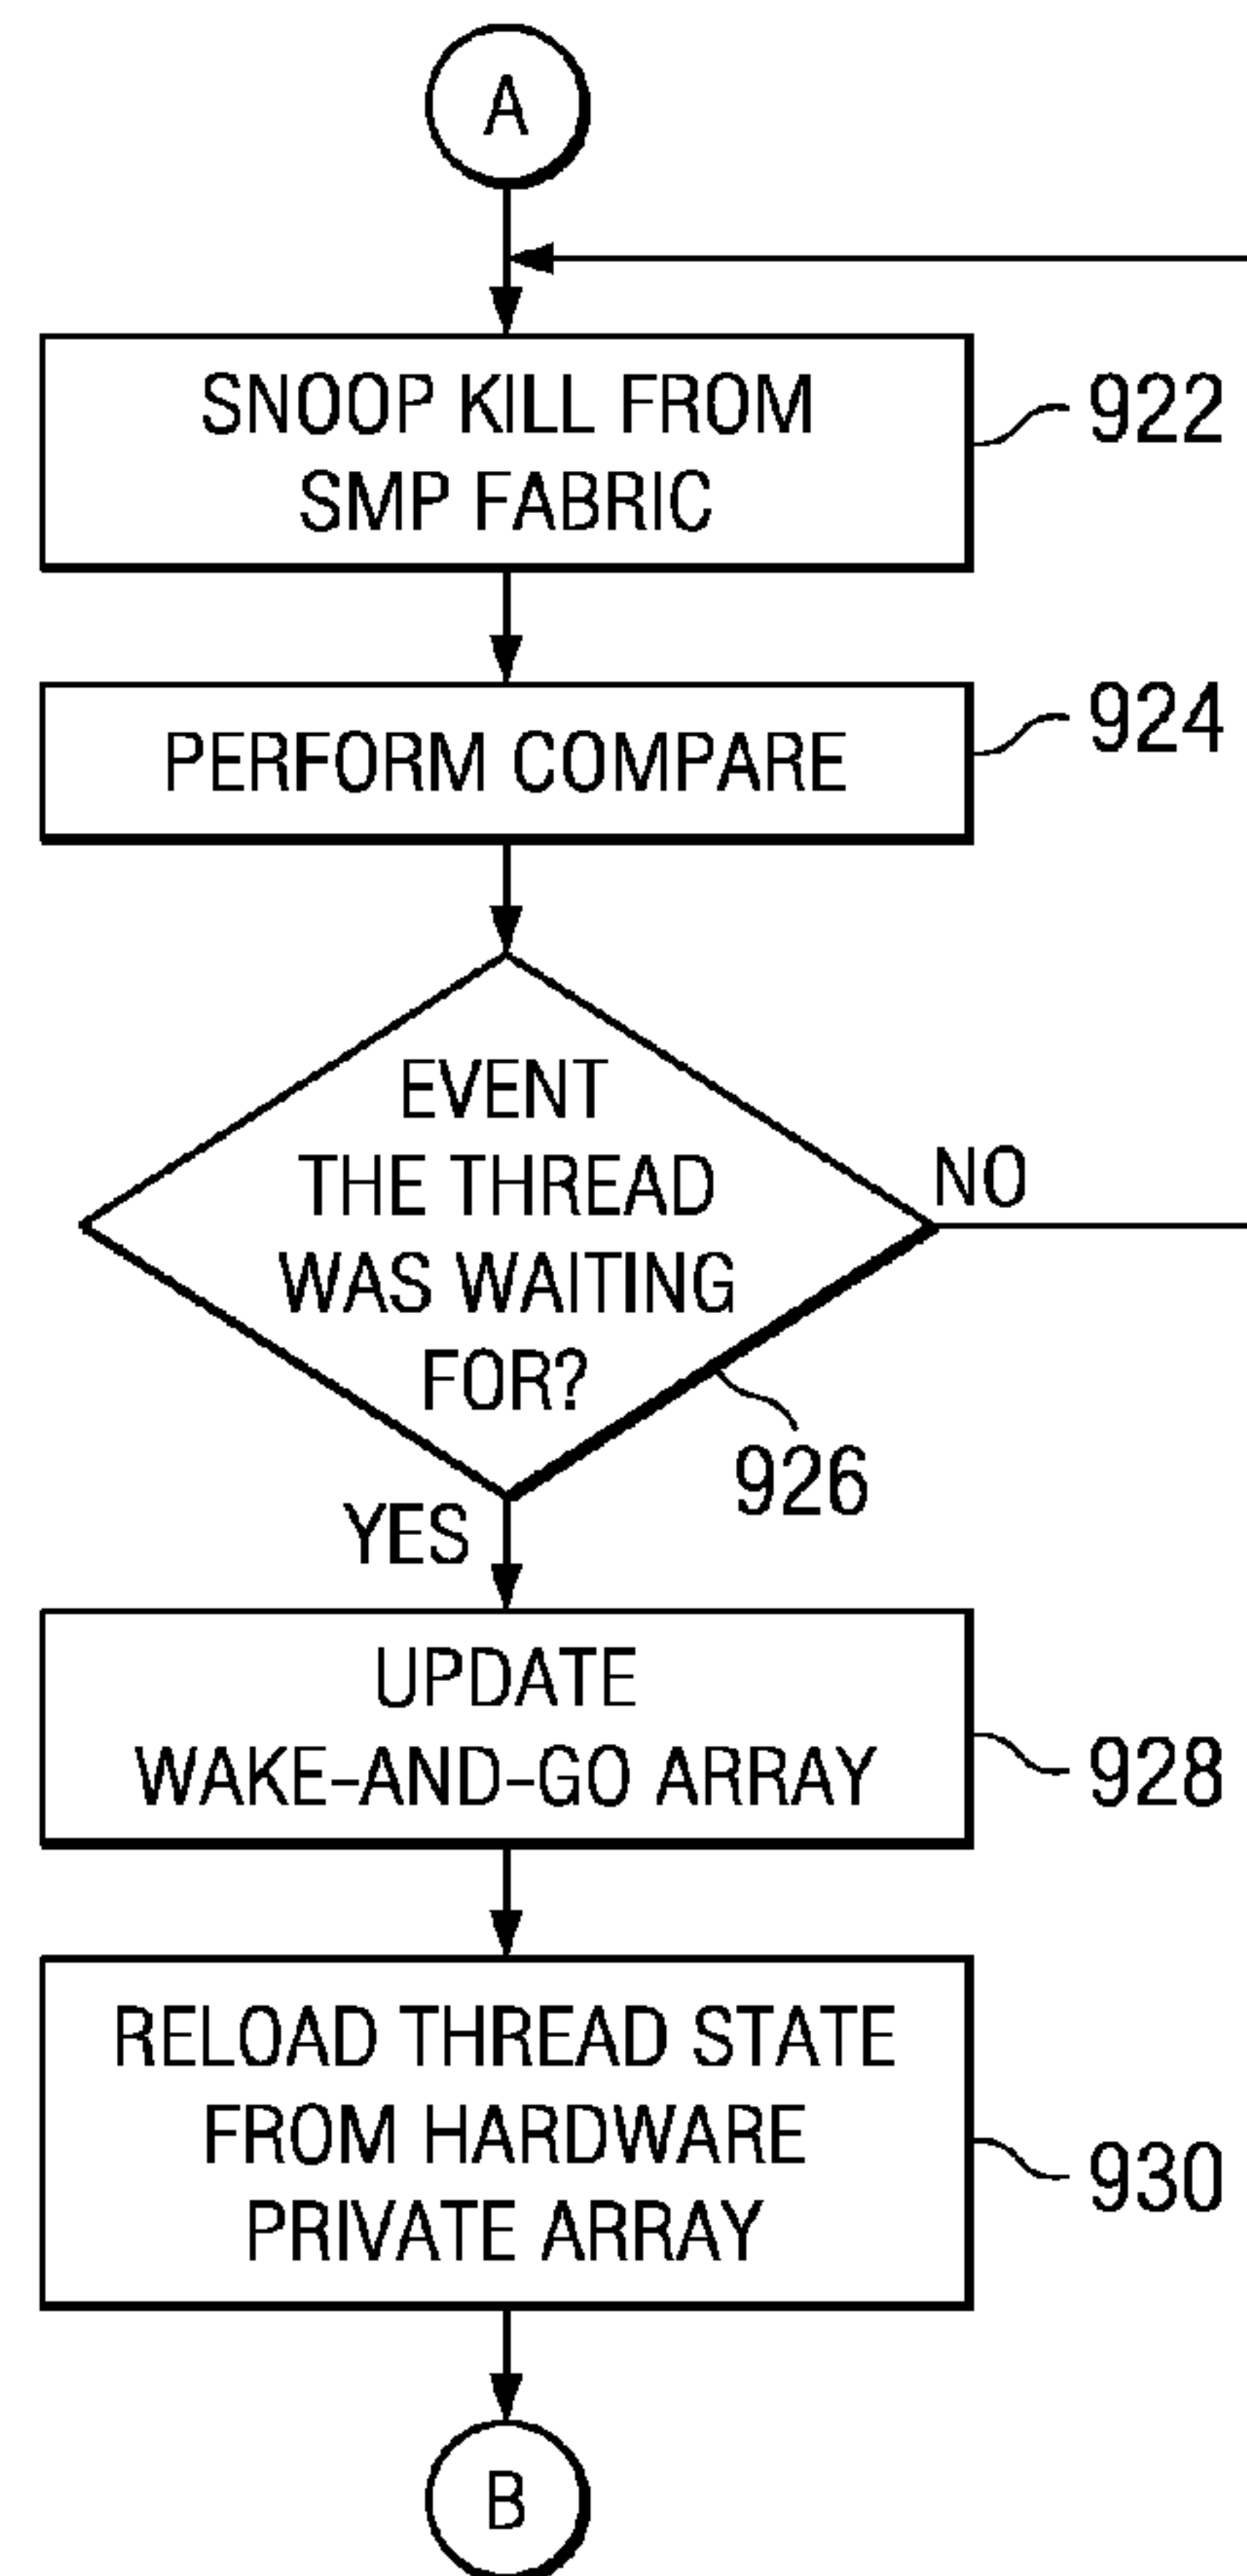 A
SNOOP KILL FROM
SMP FABRIC
922
PERFORM COMPARE
924
EVENT
THE THREAD
WAS WAITING
FOR?
NO
926
YES
UPDATE
WAKE-AND-GO ARRAY
928
RELOAD THREAD STATE
FROM HARDWARE
PRIVATE ARRAY
930
B